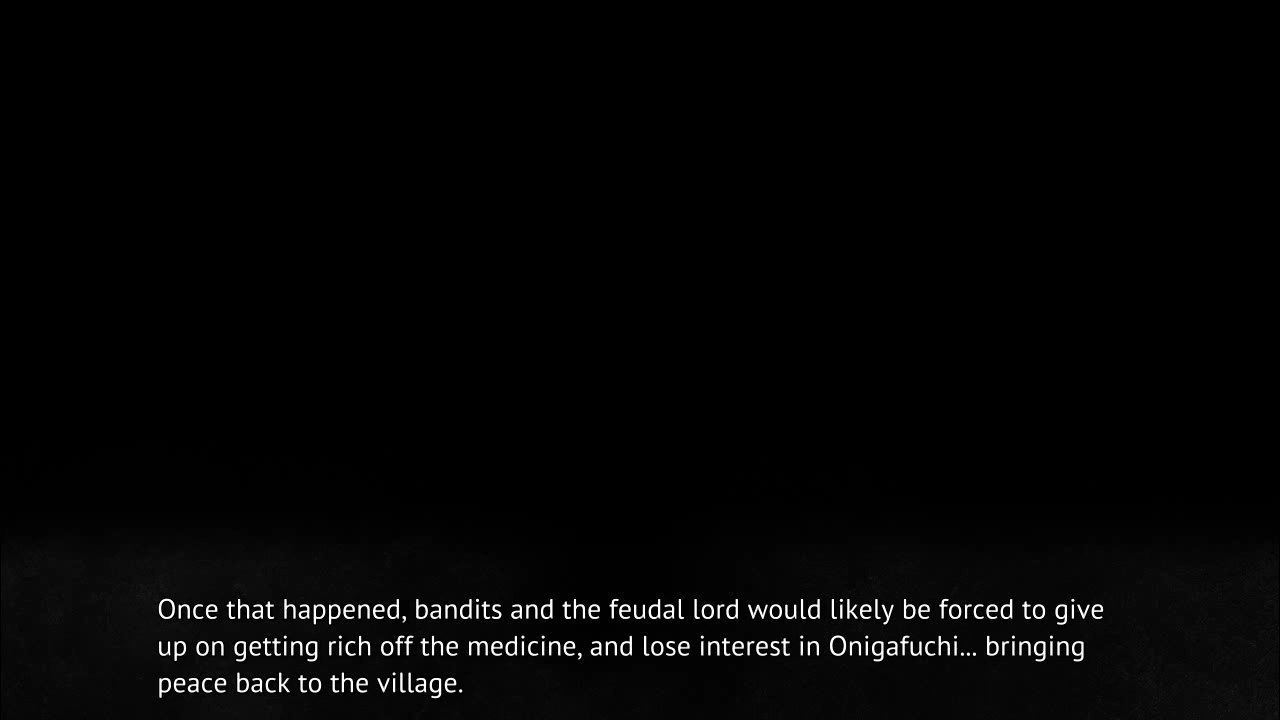 Once that happened, bandits and the feudal lord would likely be forced to give
up on getting rich off the medicine, and lose interest in Onigafuchi... bringing
peace back to the village.